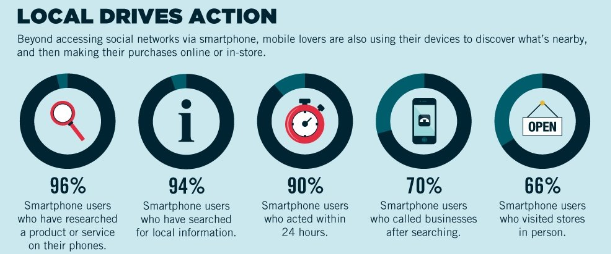 LOCAL DRIVES ACTION
Beyond accessing social networks via smartphone, mobile lovers are also using their devices to discover what's nearby,
and then making their purchases online or in-store.
i
OPEN
96%
Smartphone users
who have researched
a product or service
on their phones.
94%
Smartphone users
who have searched
for local information.
90%
Smartphone users
who acted within
24 hours.
70%
Smartphone users
who called businesses
after searching.
66%
Smartphone users
who visited stores
in person.